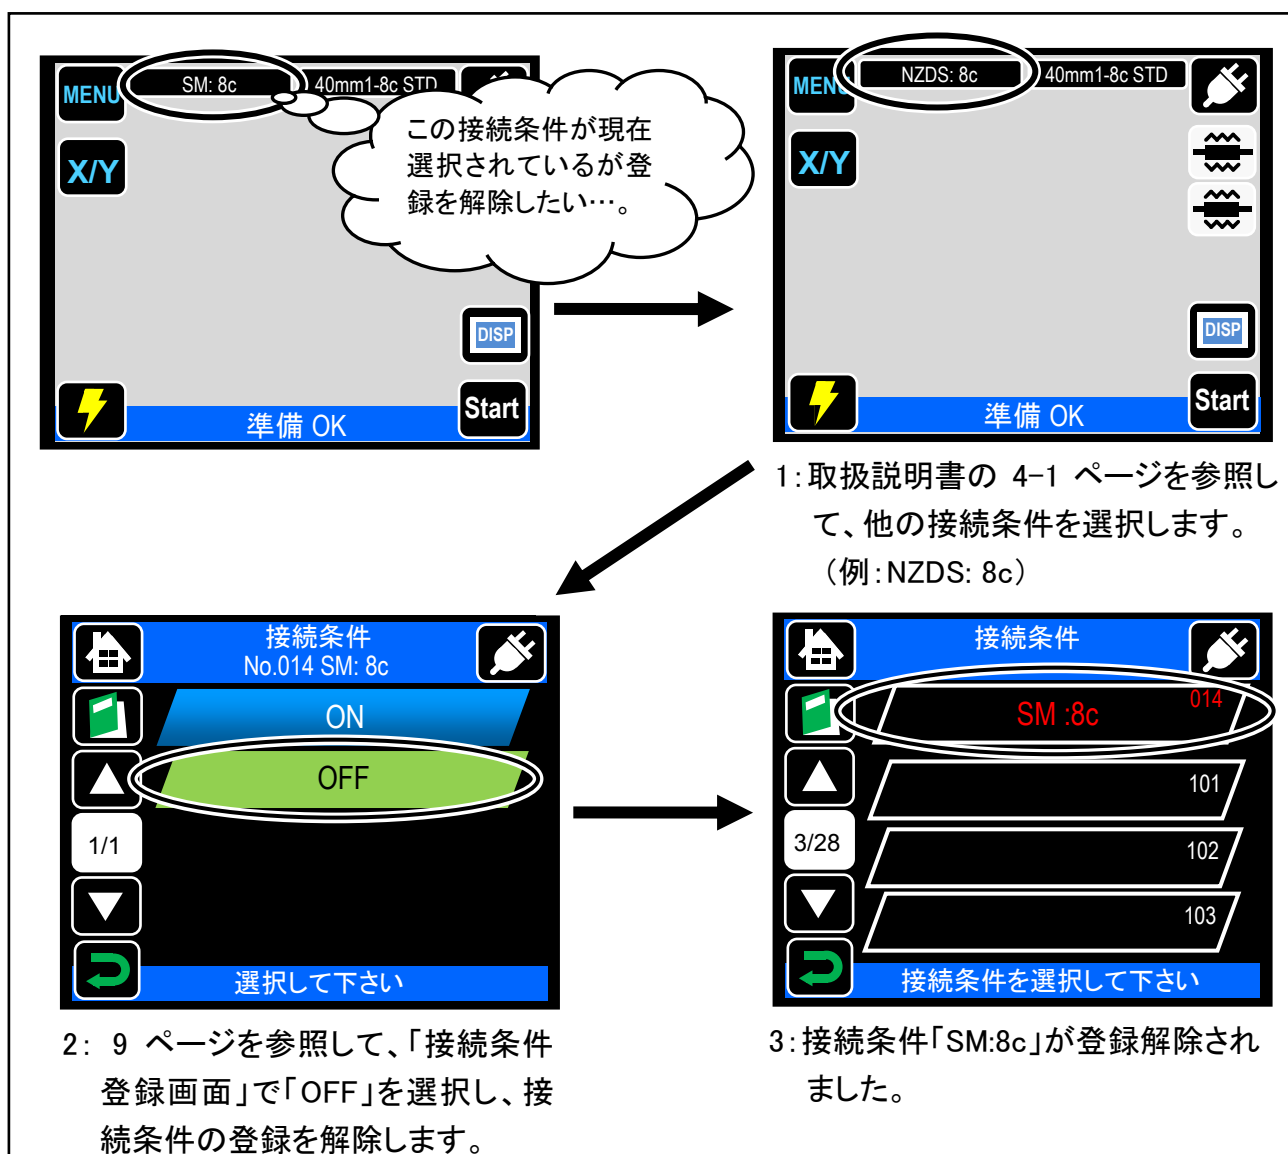 MENU
SM: 8c
40mm1-8c STD
この接続条件が現在
選択されているが登
録を解除したい…。
X/Y
DISP
準備 OK
Start
NZDS: 8c
40mm1-8c STD
X/Y
DISP
準備 OK
Start
1:取扱説明書の 4-1 ページを参照し
て、他の接続条件を選択します。
(例:NZDS: 8c)
接続条件
No.014 SM: 8c
ON
OFF
1/1
選択して下さい
2: 9 ページを参照して、「接続条件
登録画面」で「OFF」を選択し、接
続条件の登録を解除します。
接続条件
SM :8c
014
101
3/28
102
103
接続条件を選択して下さい
3:接続条件「SM:8c」が登録解除され
ました。